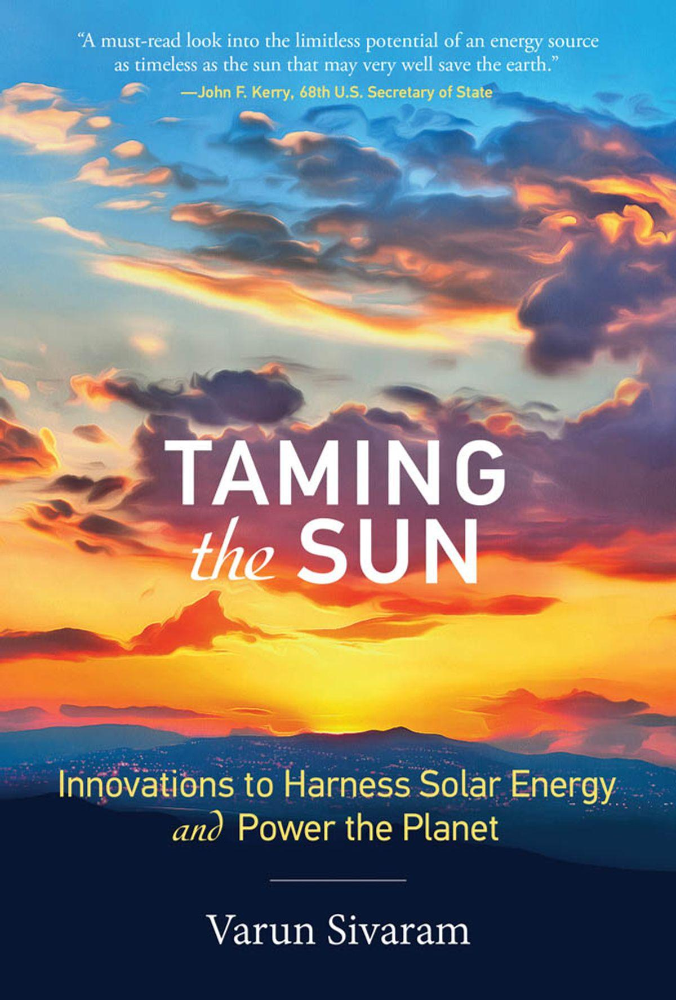 “A must-read look into the limitless potential of an energy source
as timeless as the sun that may very well save the earth.”
—John F. Kerry, 68th U.S. Secretary of State
TAMING
the SUN
Innovations to Harness Solar Energy
and Power the Planet
Varun Sivaram